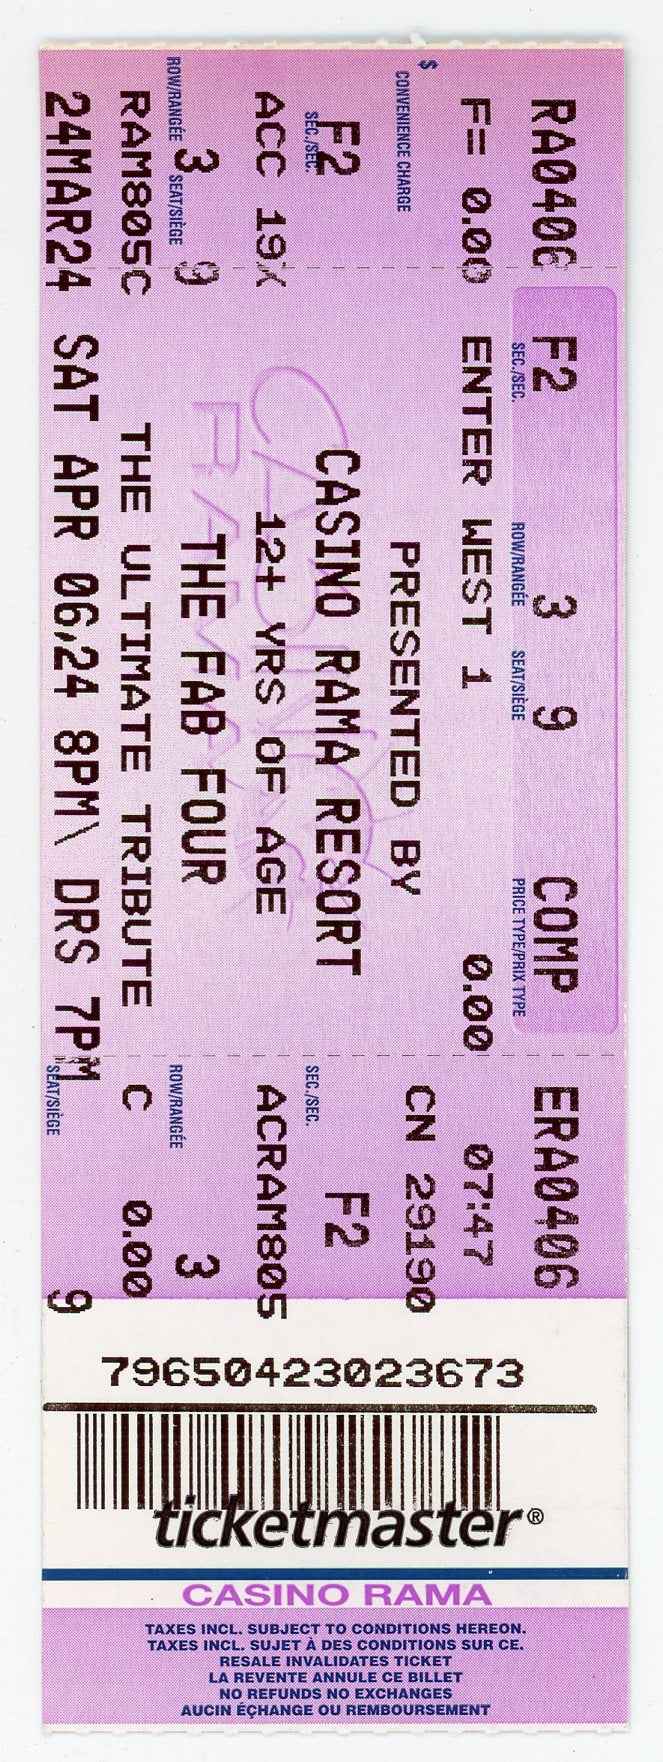 RA0406
F= 0.00
$
CONVENIENCE CHARGE
F2
SEC./SEC.
ACC 19X
ROW/RANGÉE 3 SEAT/SIÈGE 9
RAM805C
24MAR24
F2 3 9 COMP
SEC./SEC. ROW/RANGÉE SEAT/SIÈGE PRICE TYPE/PRIX TYPE
ENTER WEST 1 0.00
PRESENTED BY
CASINO RAMA RESORT
12+ YRS OF AGE
THE FAB FOUR
THE ULTIMATE TRIBUTE
SAT APR 06,24 8PM\ DRS 7PM
CASINO
RAMA
ERA0406
07:47
CN 29190
SEC./SEC. F2
ACRAM805
ROW/RANGÉE 3
C 0.00
SEAT/SIÈGE 9
79650423023673
ticketmaster®
CASINO RAMA
TAXES INCL. SUBJECT TO CONDITIONS HEREON.
TAXES INCL. SUJET À DES CONDITIONS SUR CE.
RESALE INVALIDATES TICKET
LA REVENTE ANNULE CE BILLET
NO REFUNDS NO EXCHANGES
AUCIN ÉÇHANGE OU REMBOURSEMENT